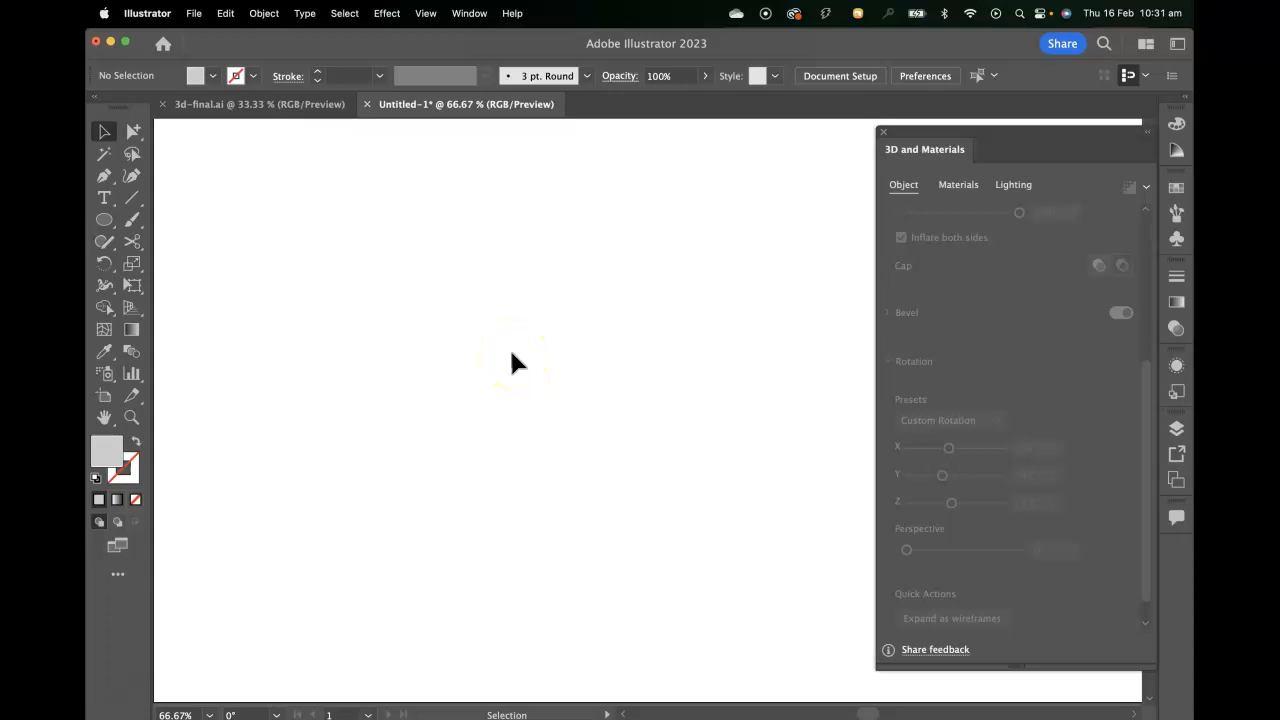 Illustrator File Edit Object Type Select Effect View Window Help Thu 16 Feb 10:31 am
Adobe Illustrator 2023 Share
No Selection Stroke: 3 pt. Round Opacity: 100% Style: Document Setup Preferences
3d-final.ai @ 33.33 % (RGB/Preview) Untitled-1* @ 66.67 % (RGB/Preview)
3D and Materials
Object Materials Lighting
Inflate both sides
Cap
Bevel
Rotation
Presets
Custom Rotation
X
Y
Z
Perspective
Quick Actions
Expand as wireframes
Share feedback
66.67% 0° 1 Selection